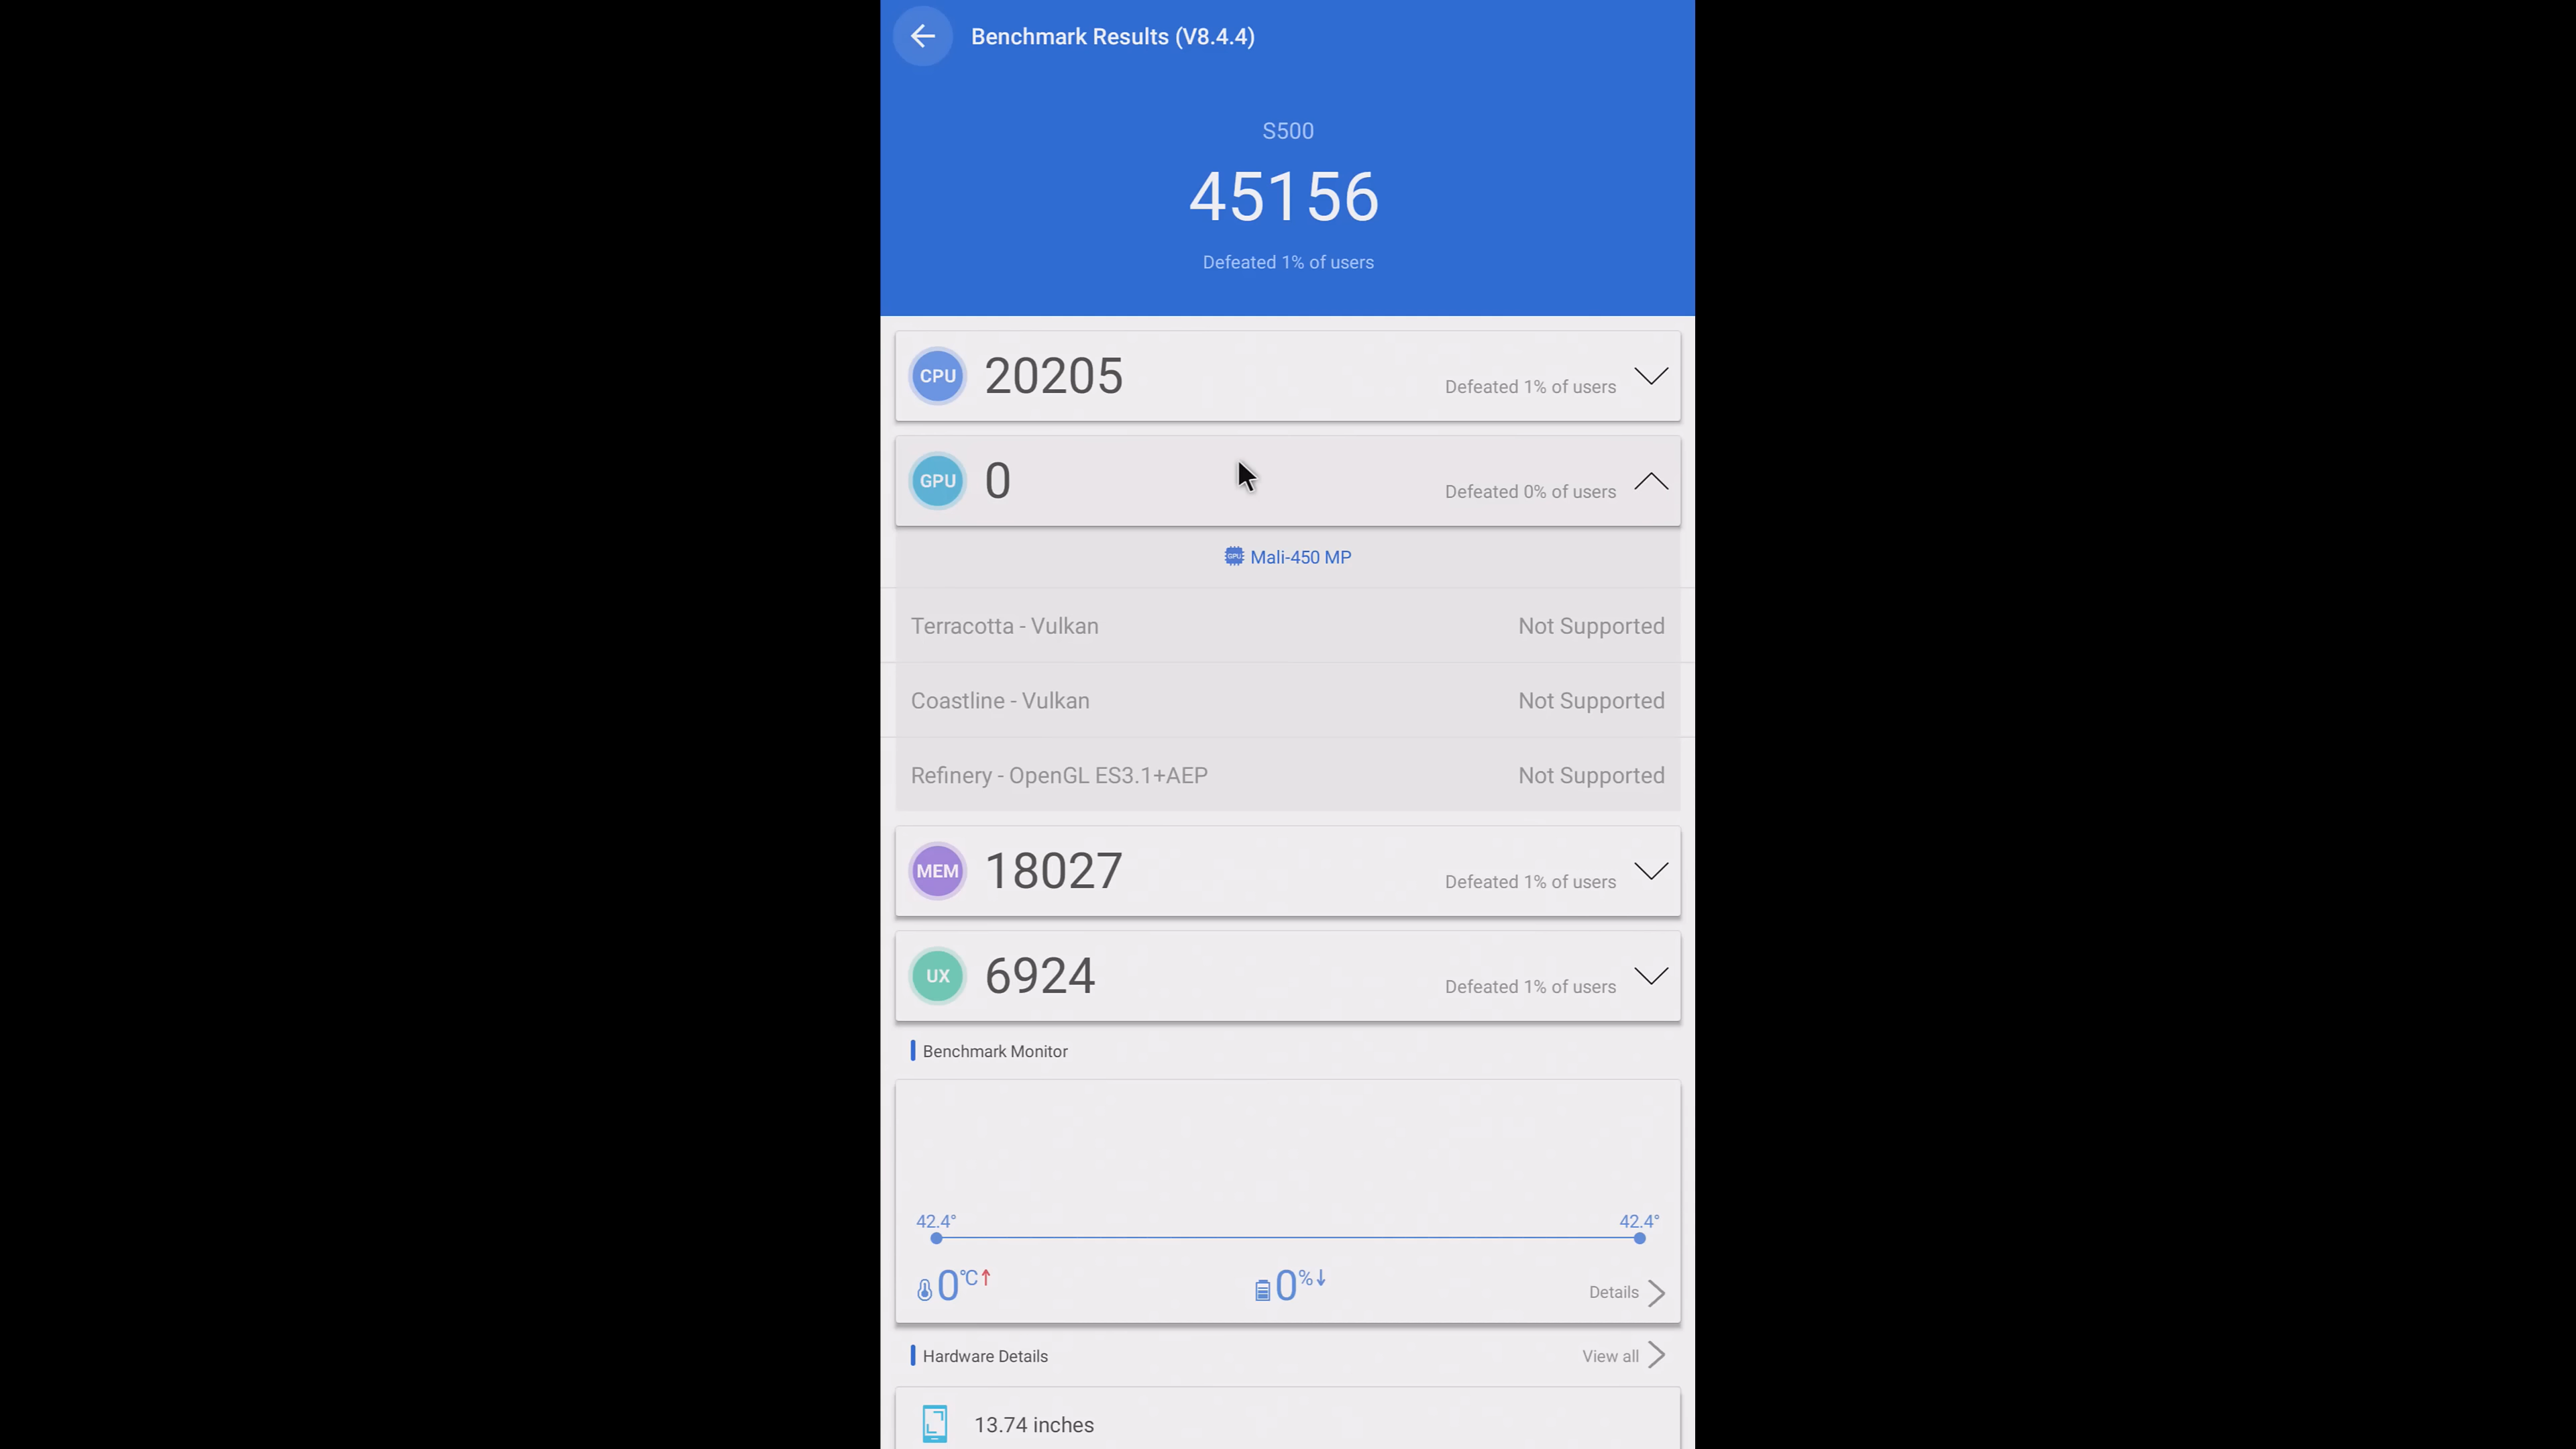 Benchmark Results (V8.4.4)
S500
45156
Defeated 1% of users
CPU 20205 Defeated 1% of users
GPU 0 Defeated 0% of users
Mali-450 MP
Terracotta - Vulkan Not Supported
Coastline - Vulkan Not Supported
Refinery - OpenGL ES3.1+AEP Not Supported
MEM 18027 Defeated 1% of users
UX 6924 Defeated 1% of users
Benchmark Monitor
42.4° 42.4°
0°C↑ 0%↓ Details
Hardware Details View all
13.74 inches